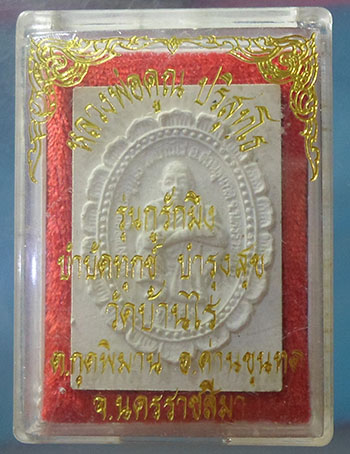 หลวงพ่อคูณ ปริสุทฺโธ
รุ่นกูรักมึง
บำบัดทุกข์ บำรุงสุข
วัดบ้านไร่
ต.กุดพิมาน อ.ด่านขุนทด
จ.นครราชสีมา